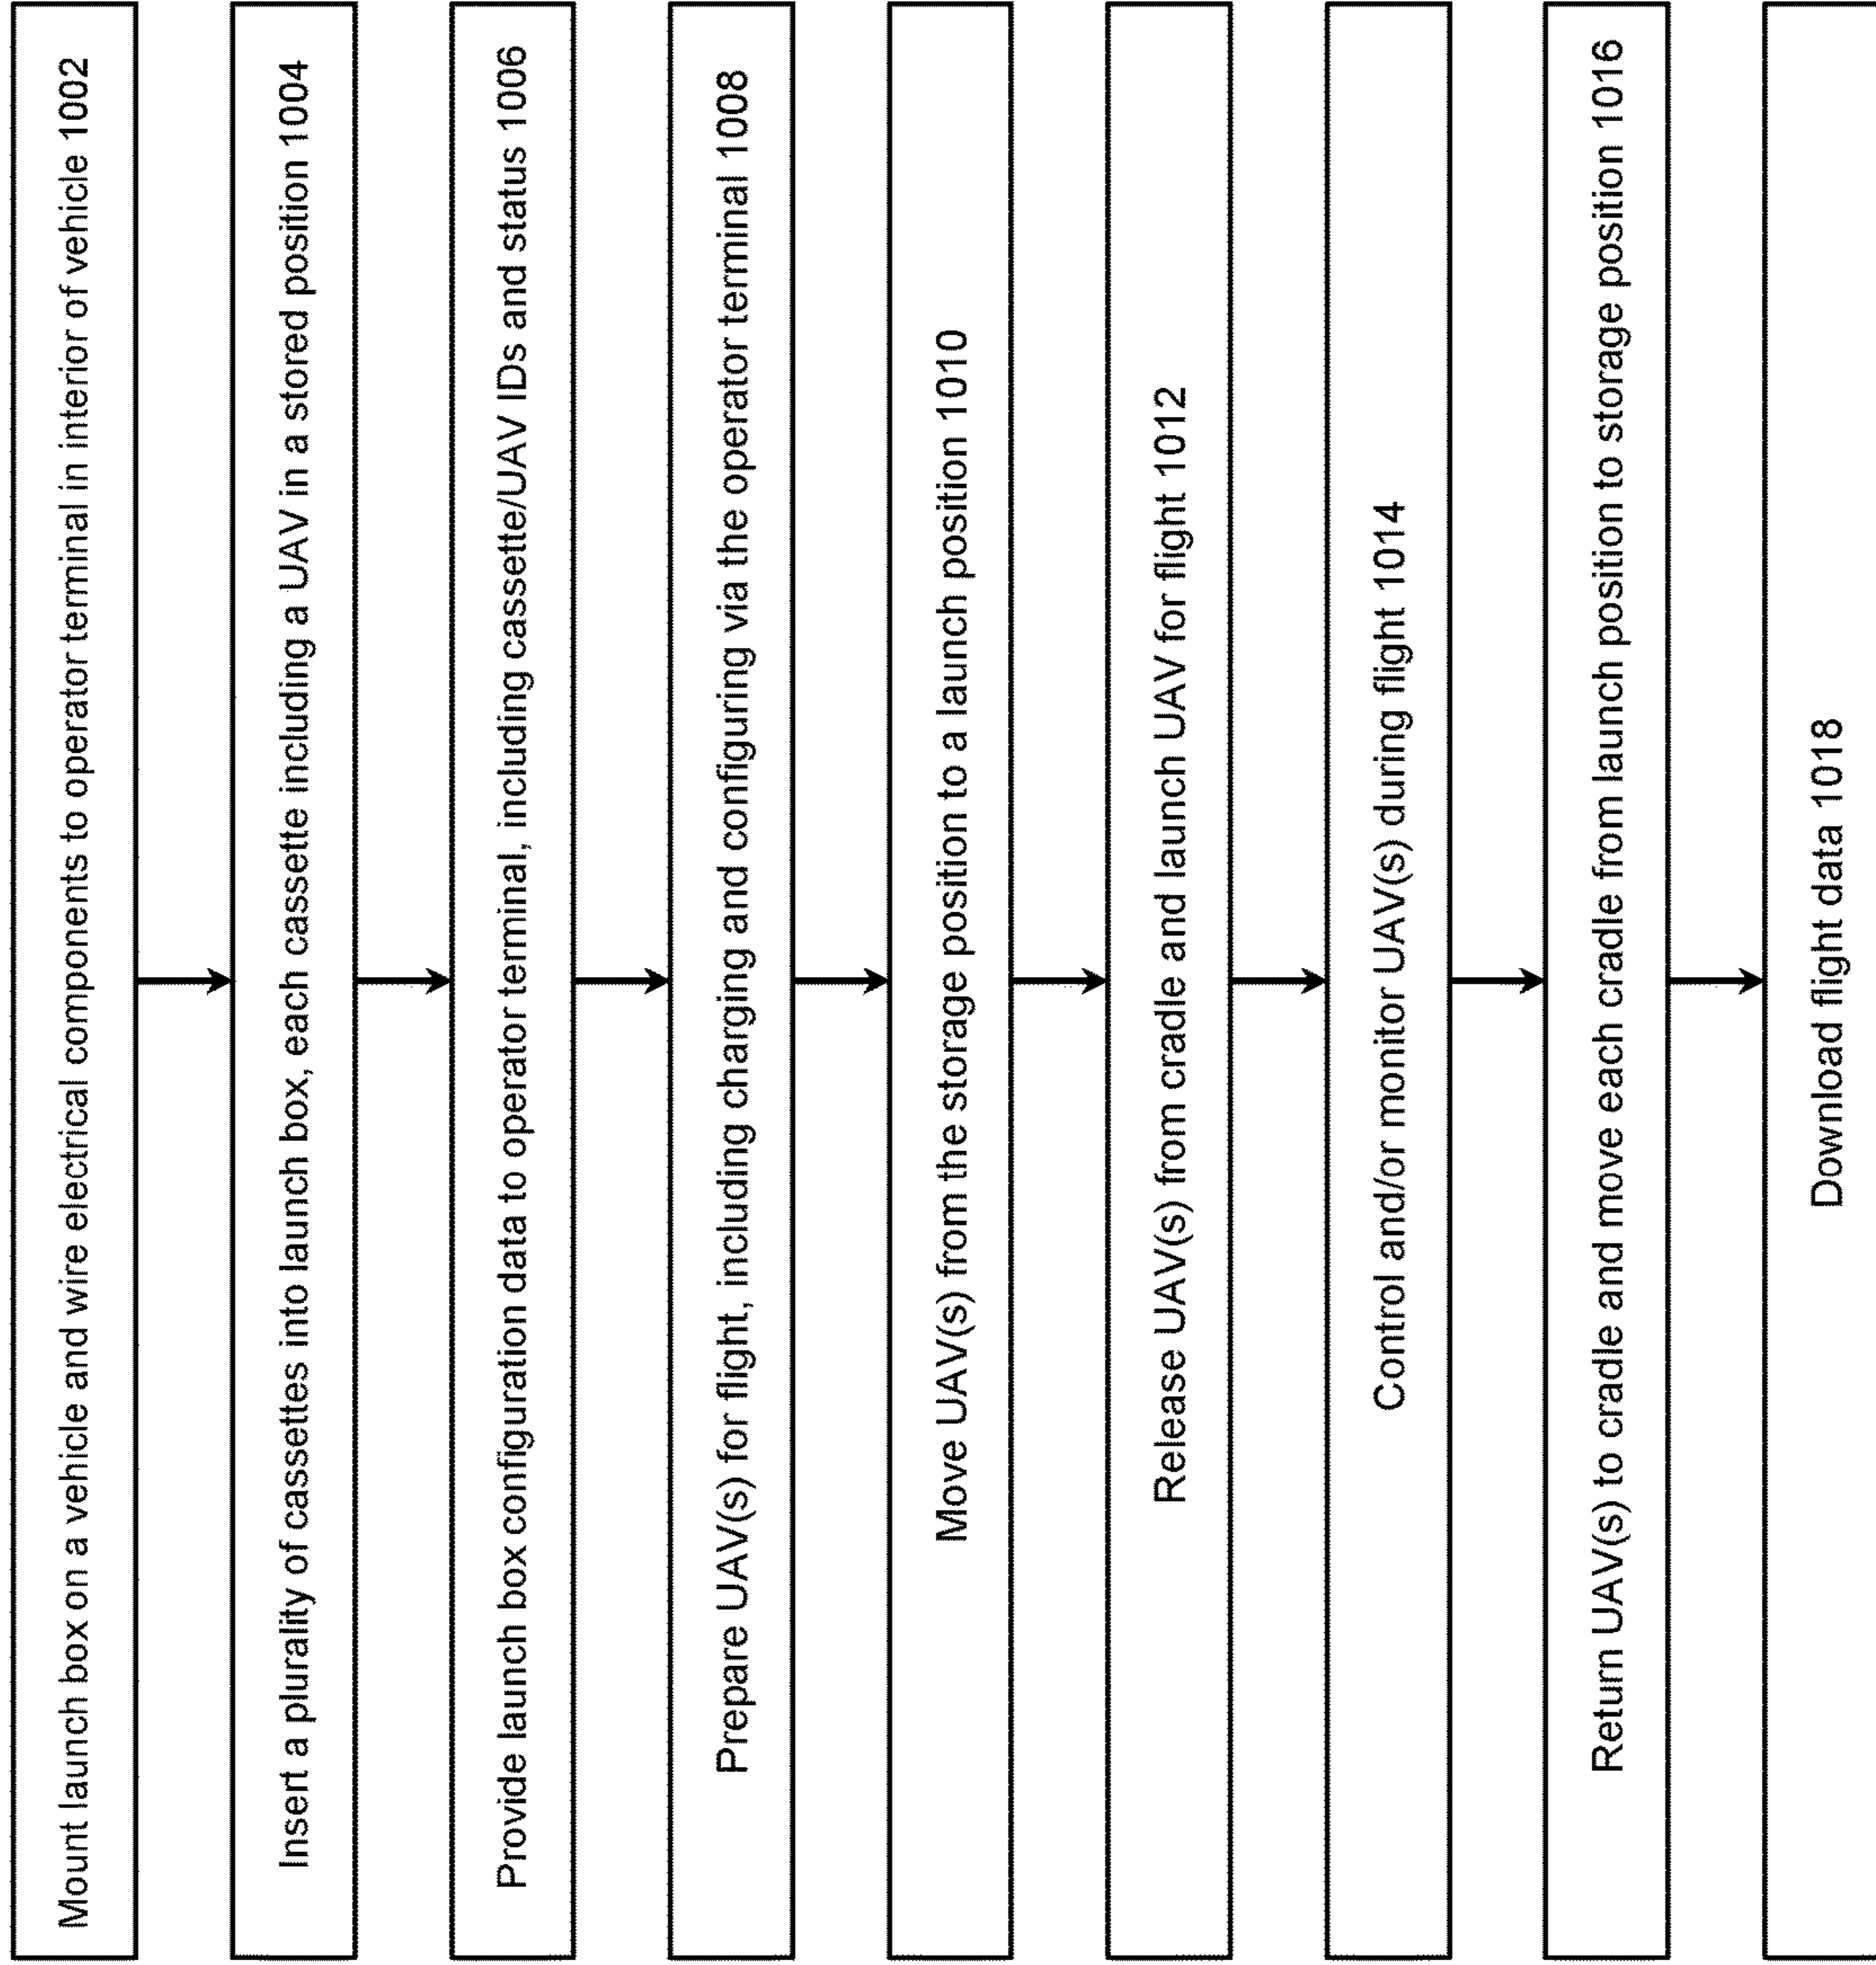 Mount launch box on a vehicle and wire electrical components to operator terminal in interior of vehicle 1002
Insert a plurality of cassettes into launch box, each cassette including a UAV in a stored position 1004
Provide launch box configuration data to operator terminal, including cassette/UAV IDs and status 1006
Prepare UAV(s) for flight, including charging and configuring via the operator terminal 1008
Move UAV(s) from the storage position to a launch position 1010
Release UAV(s) from cradle and launch UAV for flight 1012
Control and/or monitor UAV(s) during flight 1014
Return UAV(s) to cradle and move each cradle from launch position to storage position 1016
Download flight data 1018